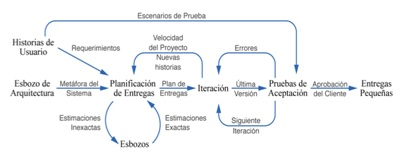 Escenarios de Prueba
Historias de
Usuario
Requerimientos
Velocidad
del Proyecto
Nuevas
historias
Errores
Esbozo de
Arquitectura
Metáfora del
Sistema
Planificación
de Entregas
Plan de
Entregas
Iteración
Última
Versión
Pruebas de
Aceptación
Aprobación
del Cliente
Entregas
Pequeñas
Estimaciones
Inexactas
Estimaciones
Exactas
Siguiente
Iteración
Esbozos